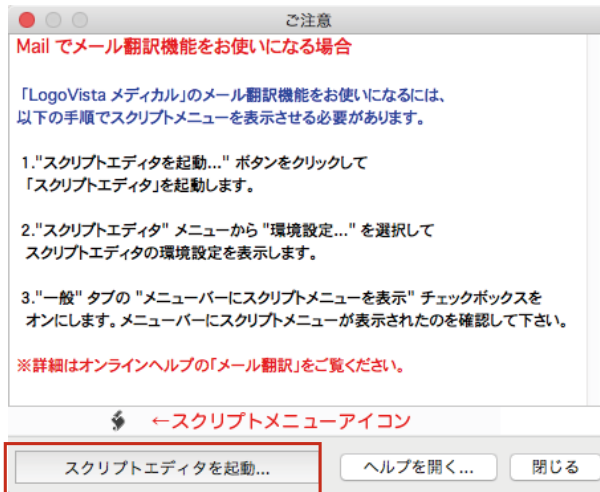 ご注意
Mail でメール翻訳機能をお使いになる場合
「LogoVista メディカル」のメール翻訳機能をお使いになるには、
以下の手順でスクリプトメニューを表示させる必要があります。
1."スクリプトエディタを起動..." ボタンをクリックして
「スクリプトエディタ」を起動します。
2."スクリプトエディタ" メニューから "環境設定..." を選択して
スクリプトエディタの環境設定を表示します。
3."一般" タブの "メニューバーにスクリプトメニューを表示" チェックボックスを
オンにします。メニューバーにスクリプトメニューが表示されたのを確認して下さい。
※詳細はオンラインヘルプの「メール翻訳」をご覧ください。
←スクリプトメニューアイコン
スクリプトエディタを起動... ヘルプを開く... 閉じる